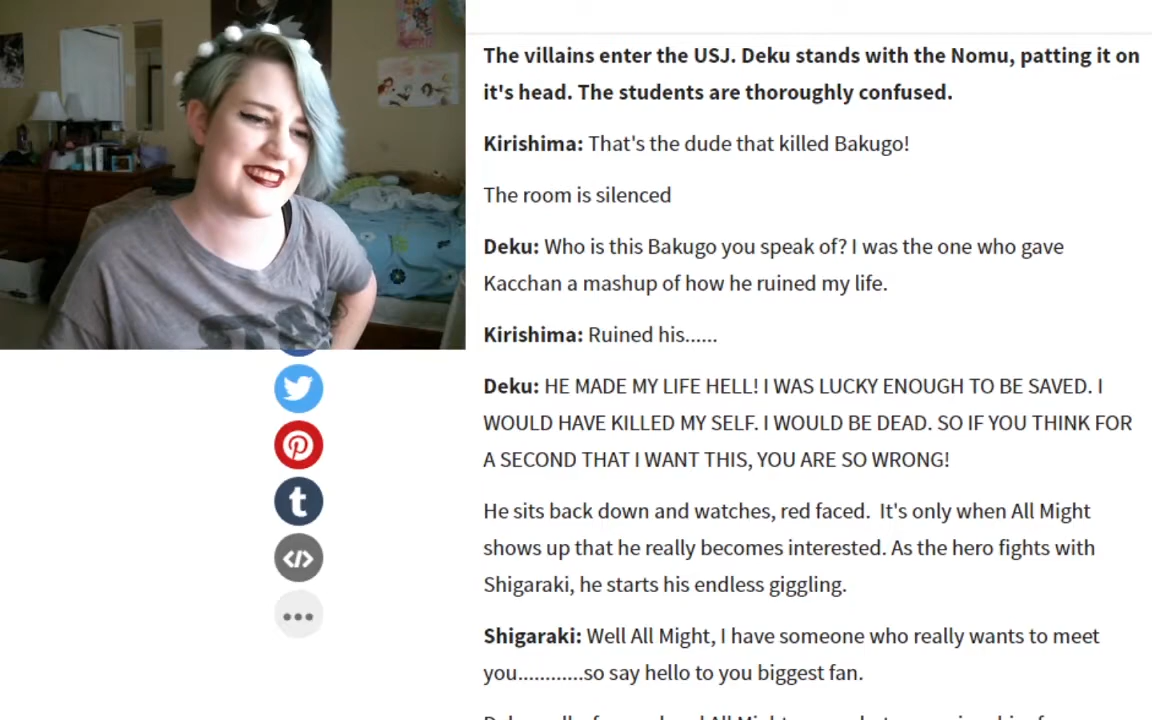 The villains enter the USJ. Deku stands with the Nomu, patting it on
it's head. The students are thoroughly confused.
Kirishima: That's the dude that killed Bakugo!
The room is silenced
Deku: Who is this Bakugo you speak of? I was the one who gave
Kacchan a mashup of how he ruined my life.
Kirishima: Ruined his......
Deku: HE MADE MY LIFE HELL! I WAS LUCKY ENOUGH TO BE SAVED. I
WOULD HAVE KILLED MY SELF. I WOULD BE DEAD. SO IF YOU THINK FOR
A SECOND THAT I WANT THIS, YOU ARE SO WRONG!
He sits back down and watches, red faced.  It's only when All Might
shows up that he really becomes interested. As the hero fights with
Shigaraki, he starts his endless giggling.
Shigaraki: Well All Might, I have someone who really wants to meet
you............so say hello to you biggest fan.